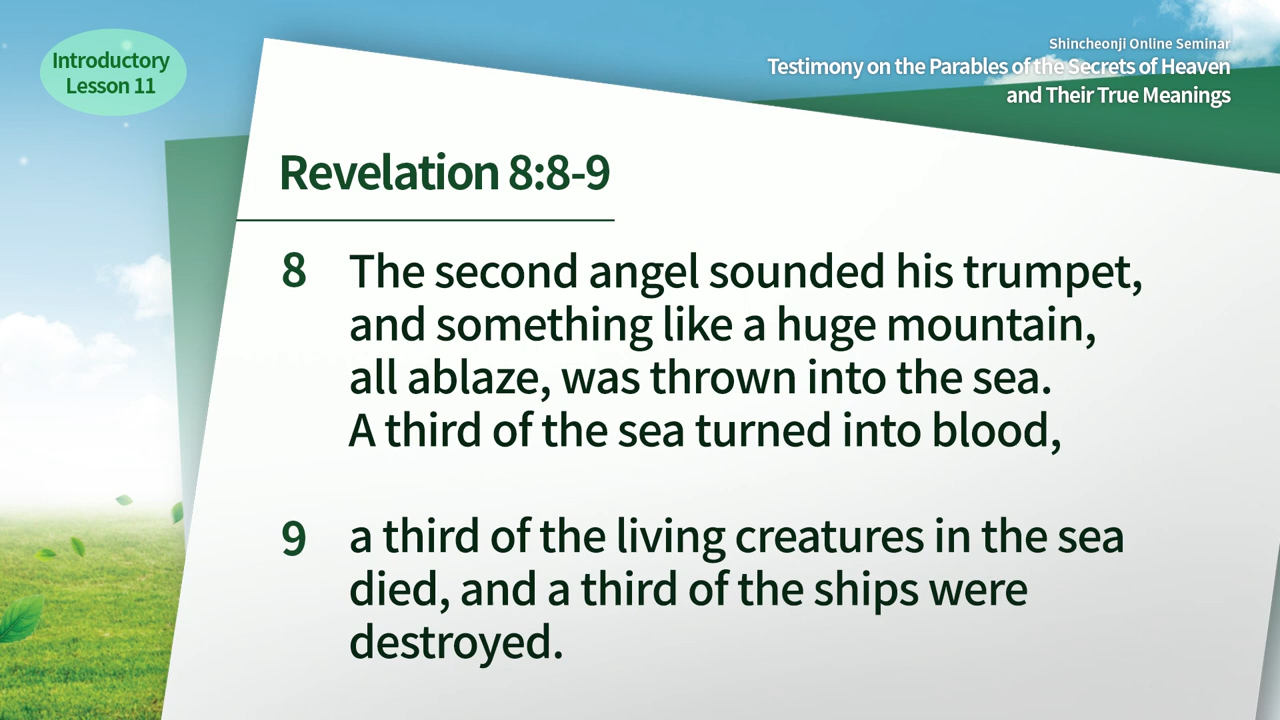 Introductory
Lesson 11
Shincheonji Online Seminar
Testimony on the Parables of the Secrets of Heaven
and Their True Meanings
Revelation 8:8-9
8 The second angel sounded his trumpet,
and something like a huge mountain,
all ablaze, was thrown into the sea.
A third of the sea turned into blood,
9 a third of the living creatures in the sea
died, and a third of the ships were
destroyed.